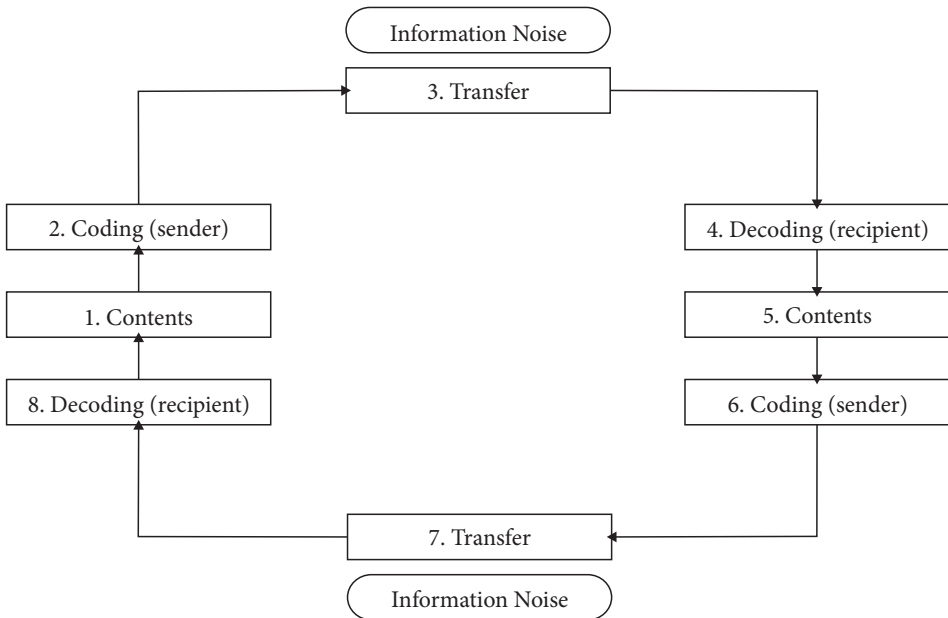 Information Noise
3. Transfer
2. Coding (sender)
4. Decoding (recipient)
1. Contents
5. Contents
8. Decoding (recipient)
6. Coding (sender)
7. Transfer
Information Noise